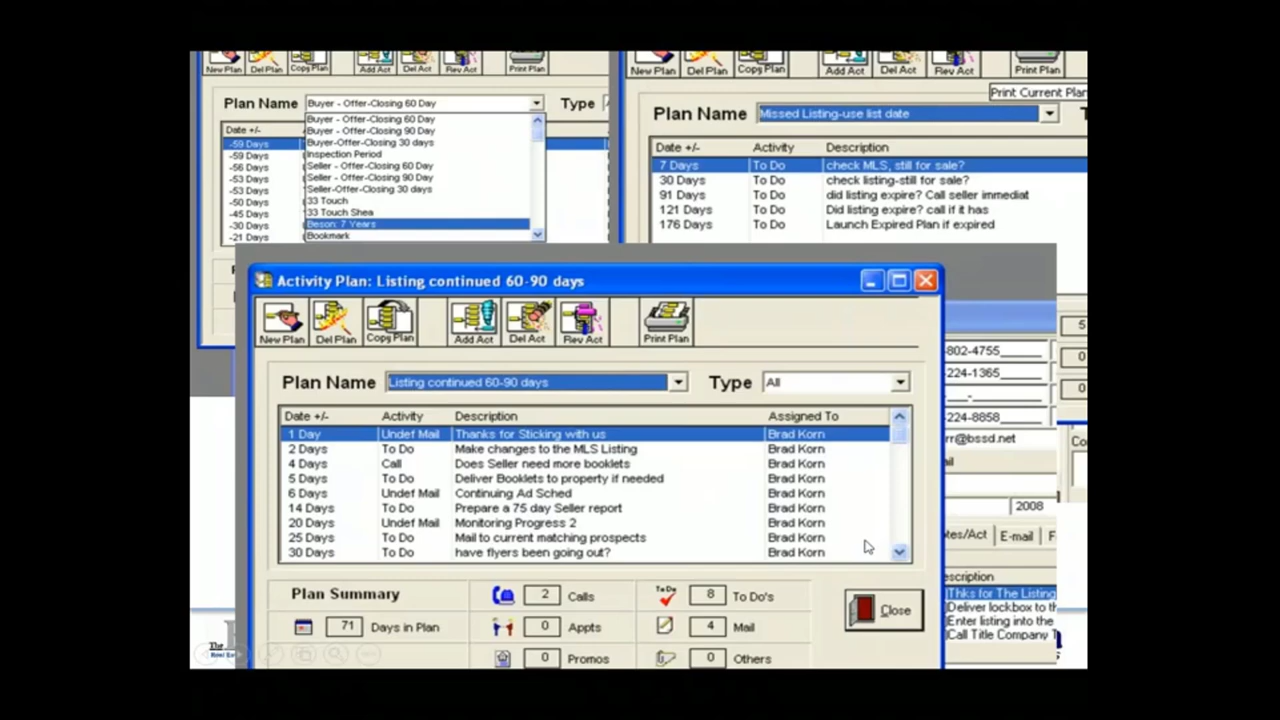 New Plan Del Plan Copy Plan Add Act Del Act Rev Act Print Plan
Plan Name Buyer - Offer-Closing 60 Day Type
Date +/-
-59 Days
-59 Days
-56 Days
-53 Days
-53 Days
-50 Days
-45 Days
-30 Days
-21 Days
Buyer - Offer-Closing 60 Day
Buyer - Offer-Closing 90 Day
Buyer-Offer-Closing 30 days
Inspection Period
Seller - Offer-Closing 60 Day
Seller - Offer-Closing 90 Day
Seller-Offer-Closing 30 days
33 Touch
33 Touch Shea
Beson: 7 Years
Bookmark
New Plan Del Plan Copy Plan Add Act Del Act Rev Act Print Plan
Print Current Plan
Plan Name Missed Listing-use list date
Date +/- Activity Description
7 Days To Do check MLS, still for sale?
30 Days To Do check listing-still for sale?
91 Days To Do did listing expire? Call seller immediat
121 Days To Do Did listing expire? call if it has
176 Days To Do Launch Expired Plan if expired
Activity Plan: Listing continued 60-90 days
New Plan Del Plan Copy Plan Add Act Del Act Rev Act Print Plan
Plan Name Listing continued 60-90 days Type All
Date +/- Activity Description Assigned To
1 Day Undef Mail Thanks for Sticking with us Brad Korn
2 Days To Do Make changes to the MLS Listing Brad Korn
4 Days Call Does Seller need more booklets Brad Korn
5 Days To Do Deliver Booklets to property if needed Brad Korn
6 Days Undef Mail Continuing Ad Sched Brad Korn
14 Days To Do Prepare a 75 day Seller report Brad Korn
20 Days Undef Mail Monitoring Progress 2 Brad Korn
25 Days To Do Mail to current matching prospects Brad Korn
30 Days To Do have flyers been going out? Brad Korn
Plan Summary 2 Calls 8 To Do's
71 Days in Plan 0 Appts 4 Mail
0 Promos 0 Others
Close
5
-802-4755
0
-224-1365
0
-224-8858
rr@bssd.net
2008
tes/Act E-mail
escription
Thks for The Listing
Deliver lockbox to th
Enter listing into the
Call Title Company T
The